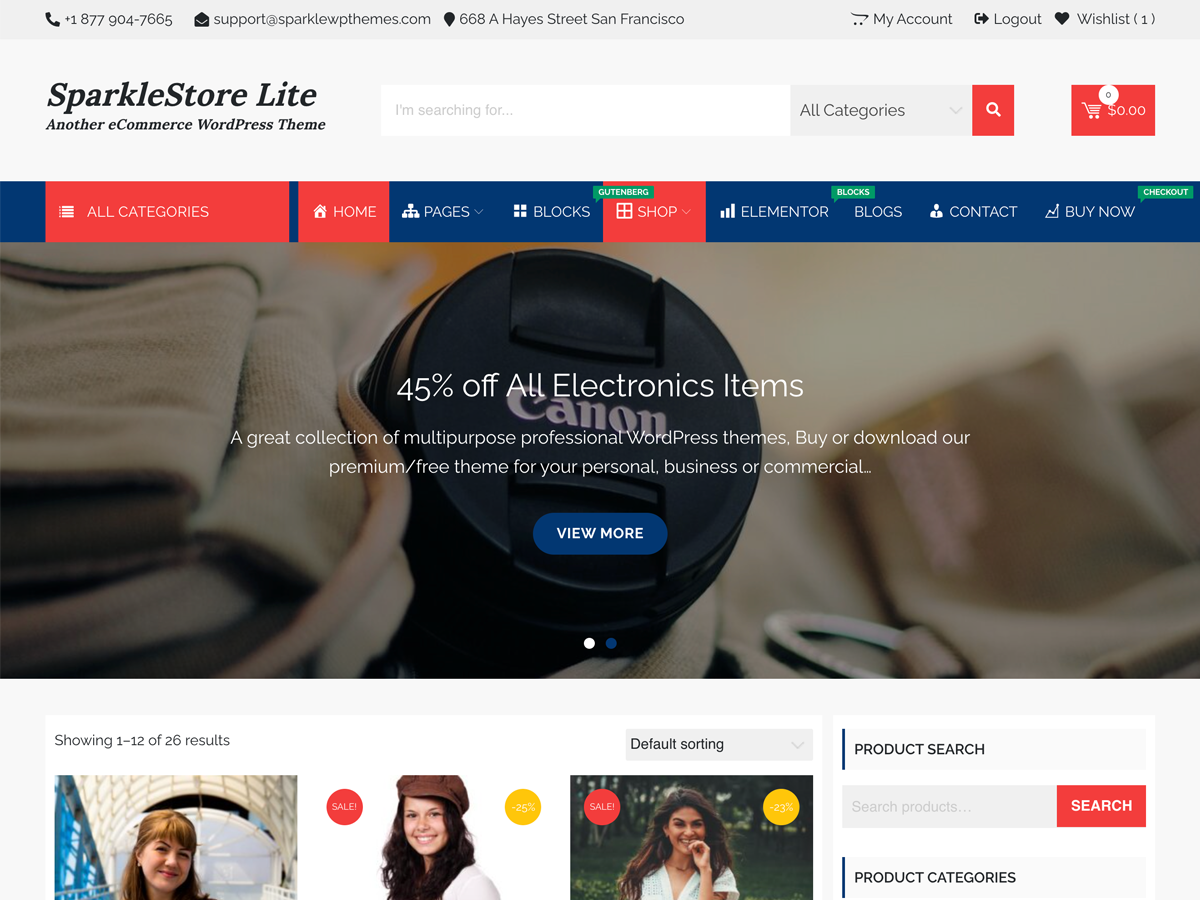 +1 877 904-7665 support@sparklewpthemes.com 668 A Hayes Street San Francisco My Account Logout Wishlist ( 1 )
SparkleStore Lite
Another eCommerce WordPress Theme
I'm searching for...
All Categories
0
$0.00
GUTENBERG BLOCKS CHECKOUT
ALL CATEGORIES HOME PAGES BLOCKS SHOP ELEMENTOR BLOGS CONTACT BUY NOW
45% off All Electronics Items
Canon
A great collection of multipurpose professional WordPress themes, Buy or download our
premium/free theme for your personal, business or commercial...
VIEW MORE
Showing 1–12 of 26 results
Default sorting
SALE! -25% SALE! -23%
PRODUCT SEARCH
Search products...
SEARCH
PRODUCT CATEGORIES